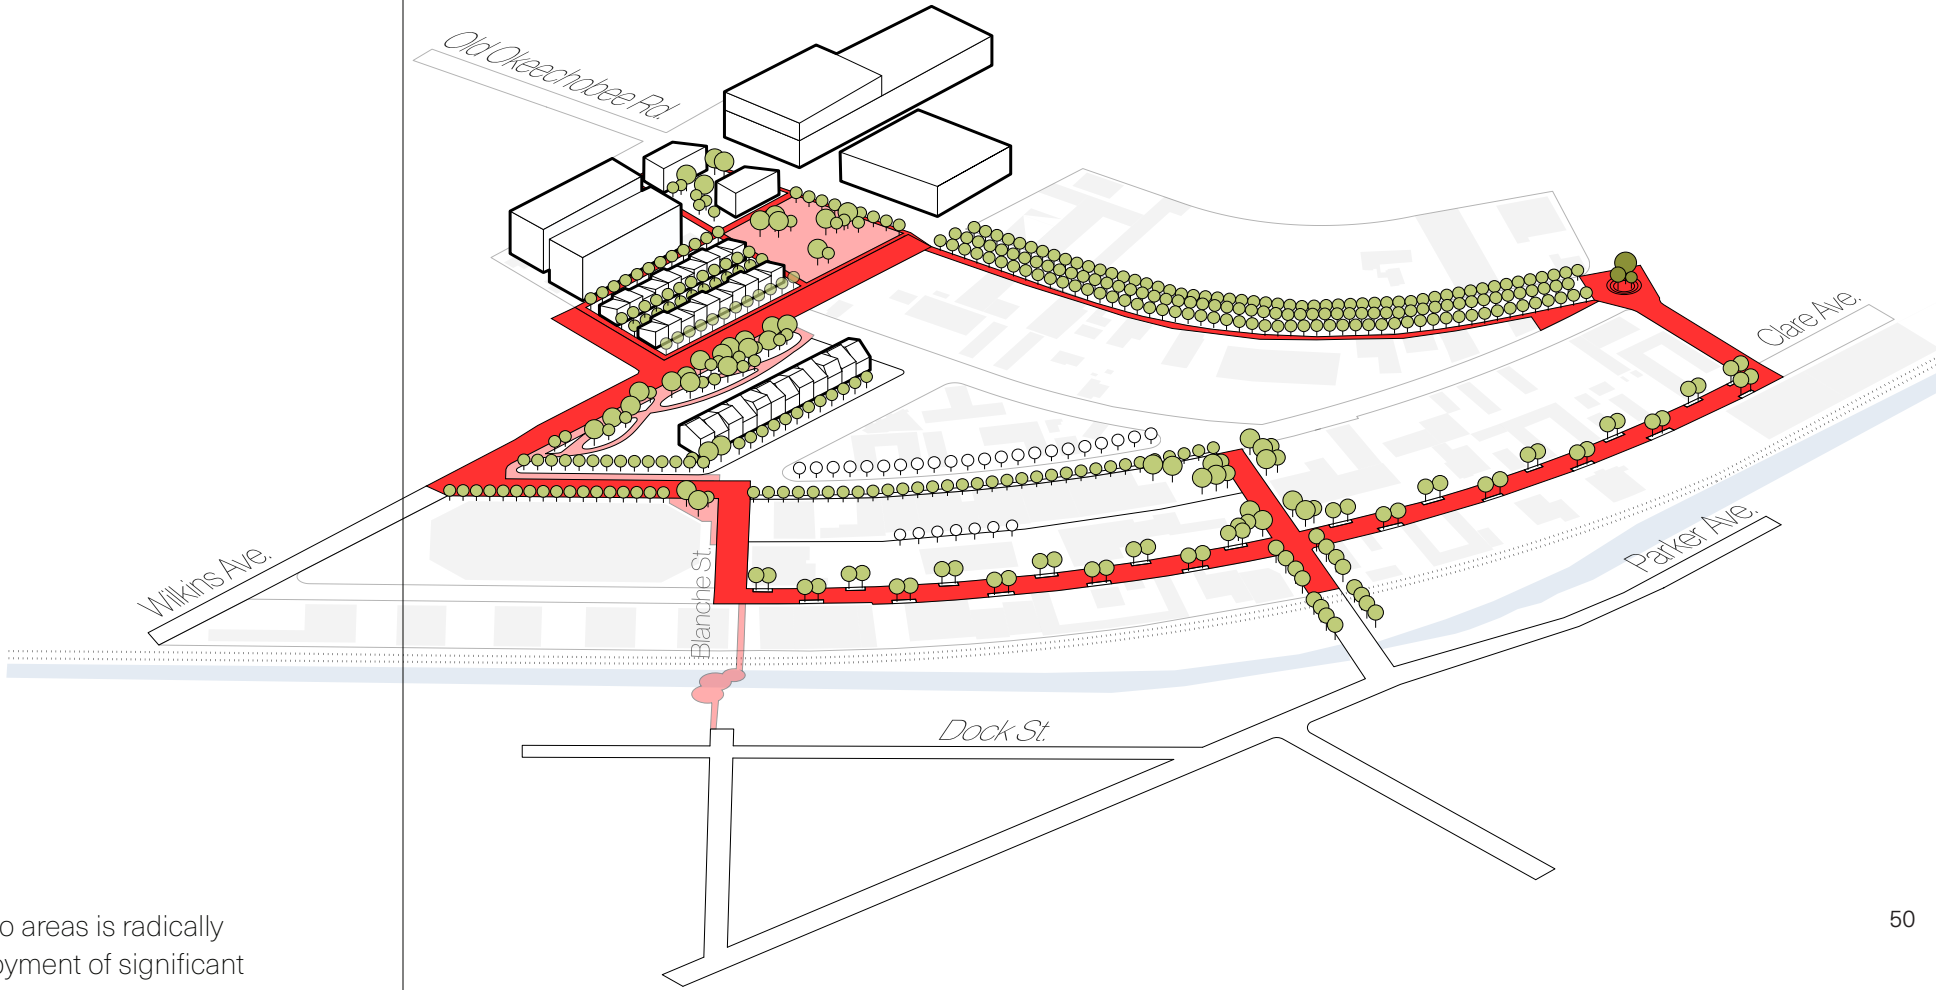 Old Okeechobee Rd.
Clare Ave.
Wilkins Ave.
Blanche St.
Parker Ave.
Dock St.
areas is radically
of significant
50